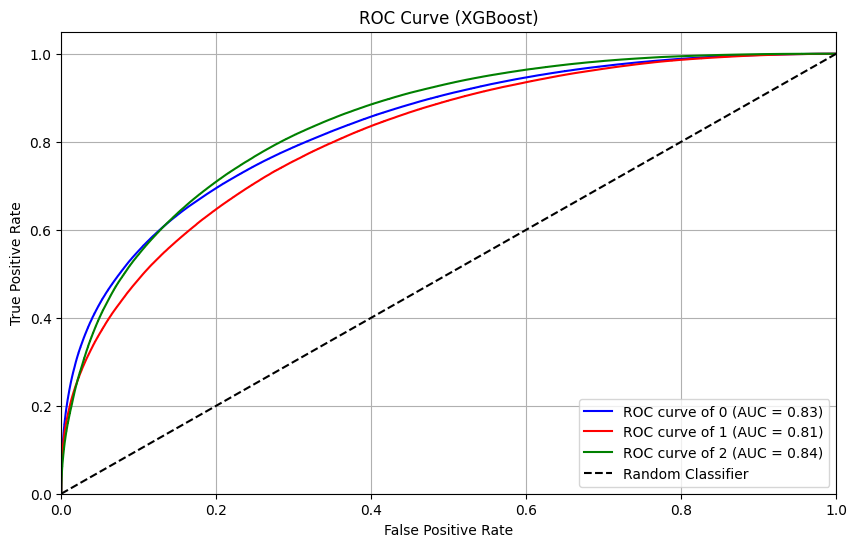 ROC Curve (XGBoost)
True Positive Rate
1.0
0.8
0.6
0.4
0.2
0.0
0.0 0.2 0.4 0.6 0.8 1.0
False Positive Rate
ROC curve of 0 (AUC = 0.83)
ROC curve of 1 (AUC = 0.81)
ROC curve of 2 (AUC = 0.84)
Random Classifier